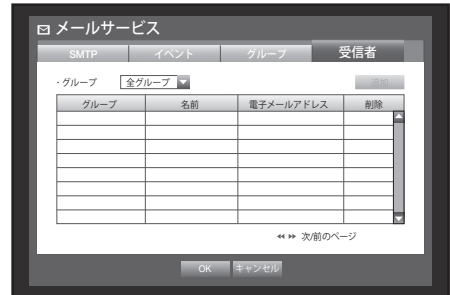 メールサービス
SMTP イベント グループ 受信者
・グループ 全グループ 追加
グループ 名前 電子メールアドレス 削除
次/前のページ
OK キャンセル